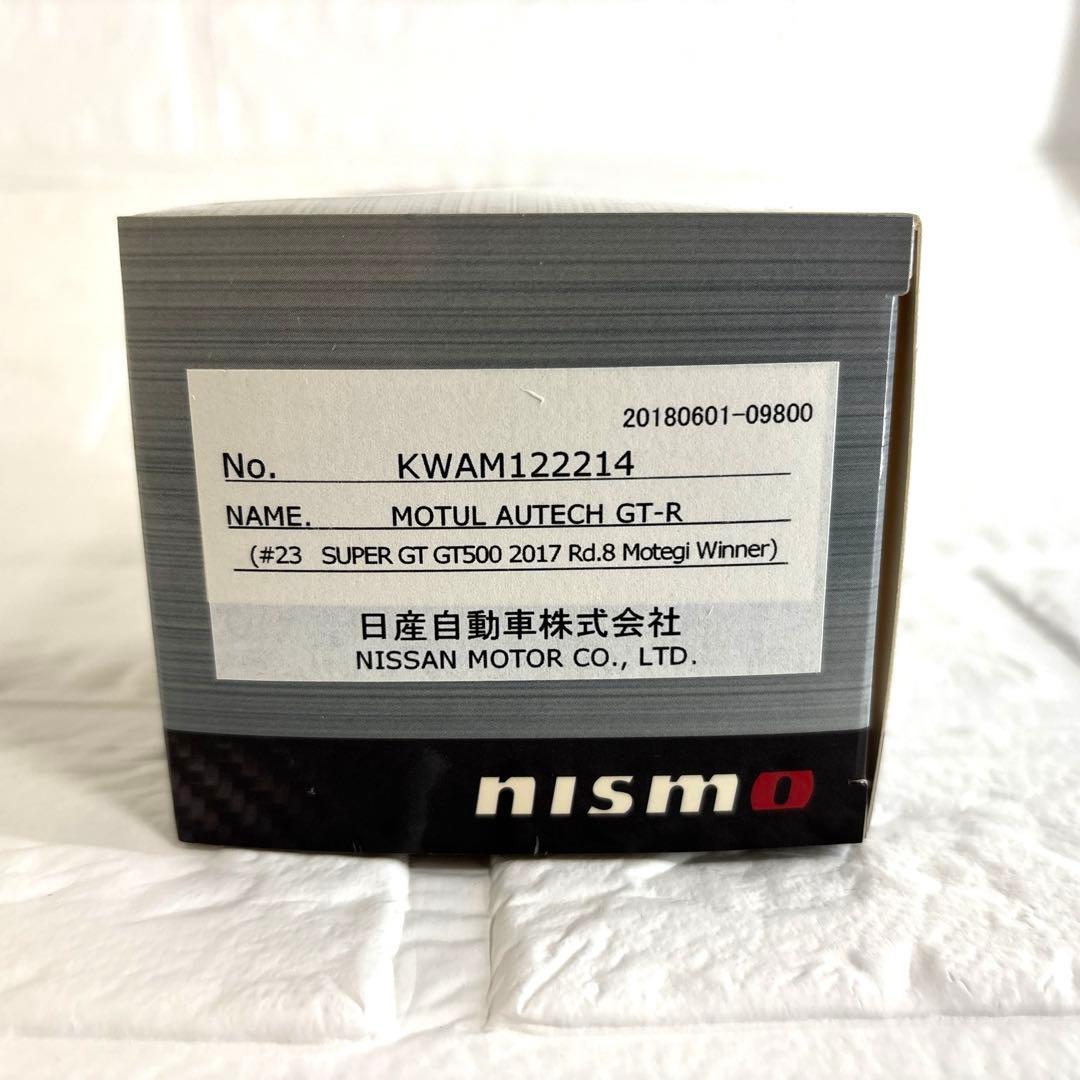 20180601-09800
No. KWAM122214
NAME. MOTUL AUTECH GT-R
(#23 SUPER GT GT500 2017 Rd.8 Motegi Winner)
日産自動車株式会社
NISSAN MOTOR CO., LTD.
nismo